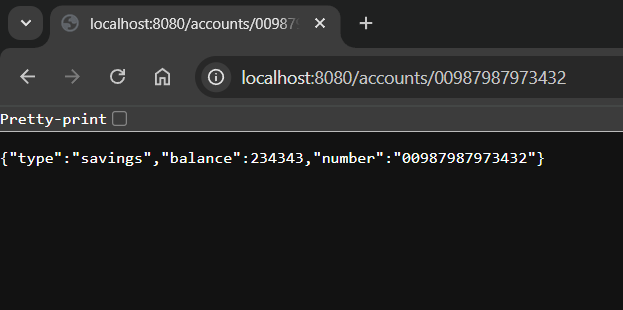 localhost:8080/accounts/00987
localhost:8080/accounts/00987987973432
Pretty-print
{"type":"savings","balance":234343,"number":"00987987973432"}